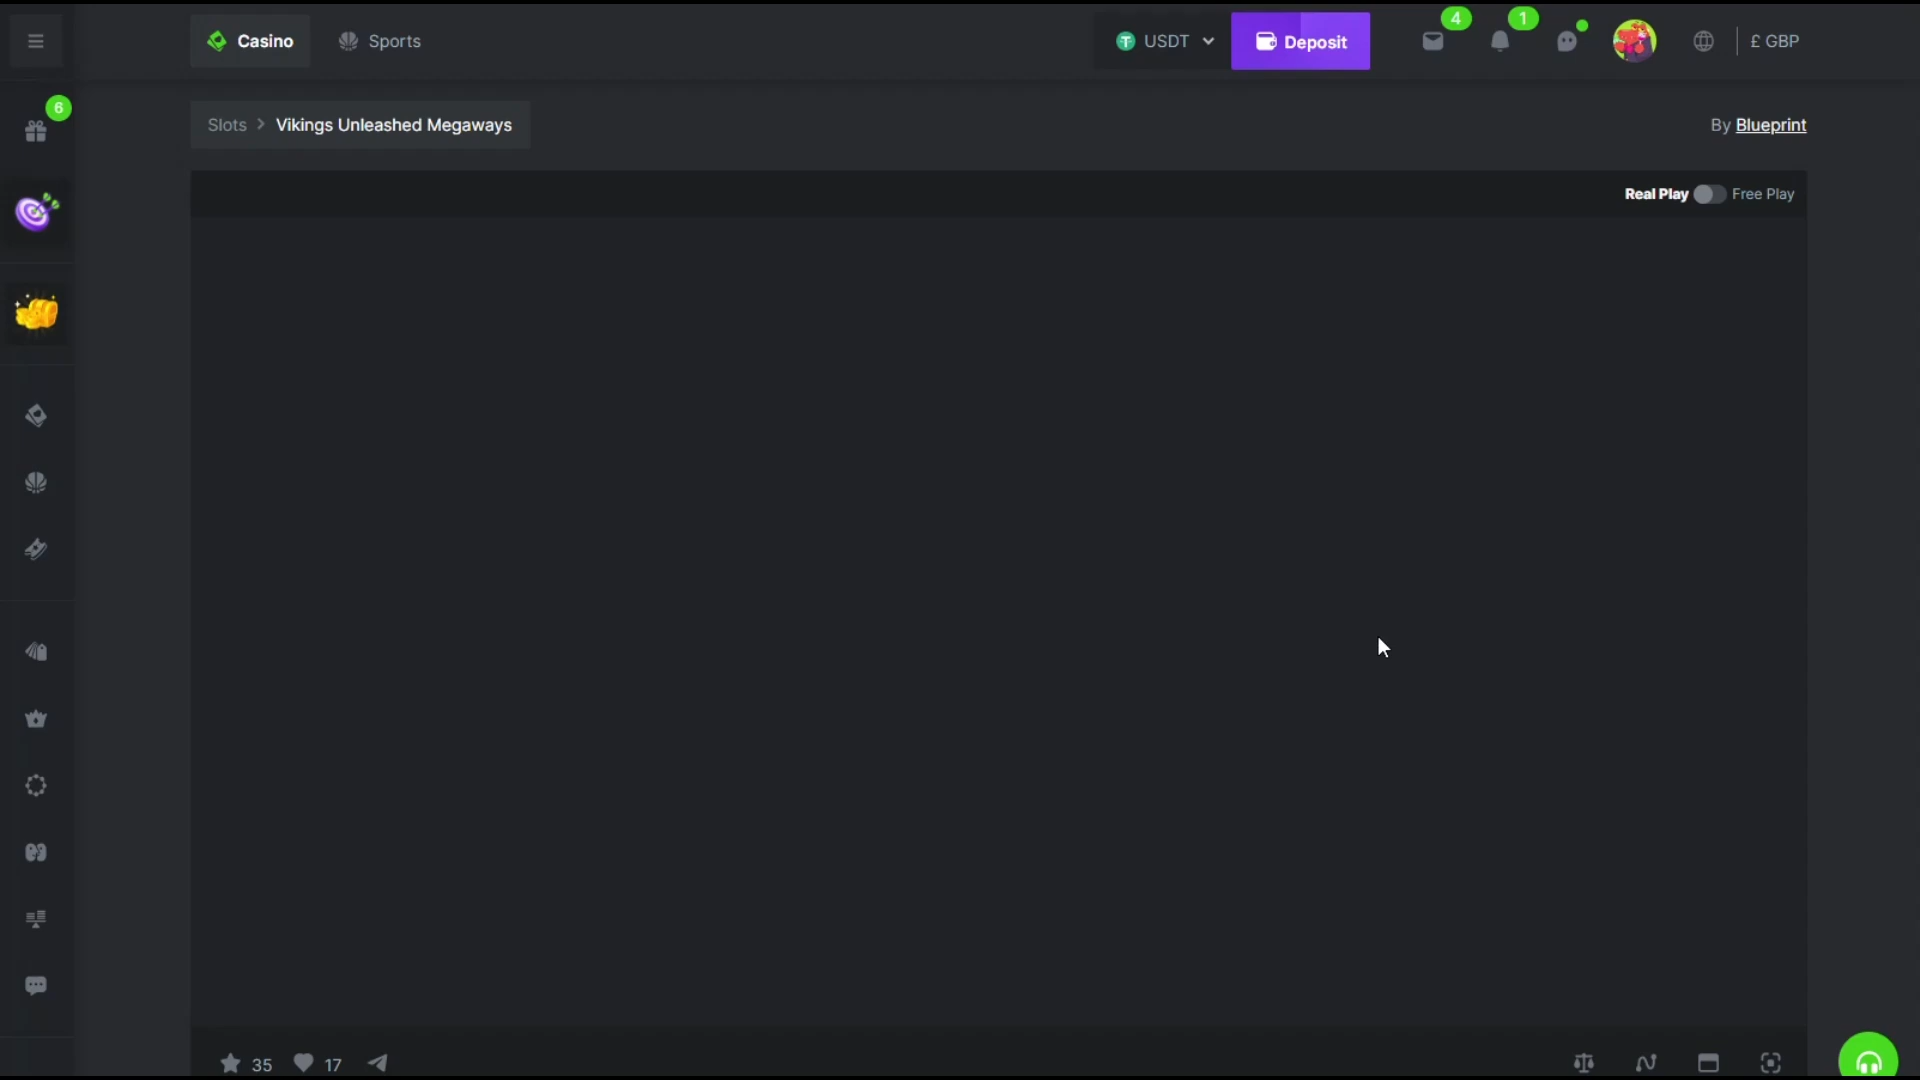 Casino
Sports
USDT
Deposit
4
1
£ GBP
6
Slots > Vikings Unleashed Megaways
By Blueprint
Real Play
Free Play
35
17